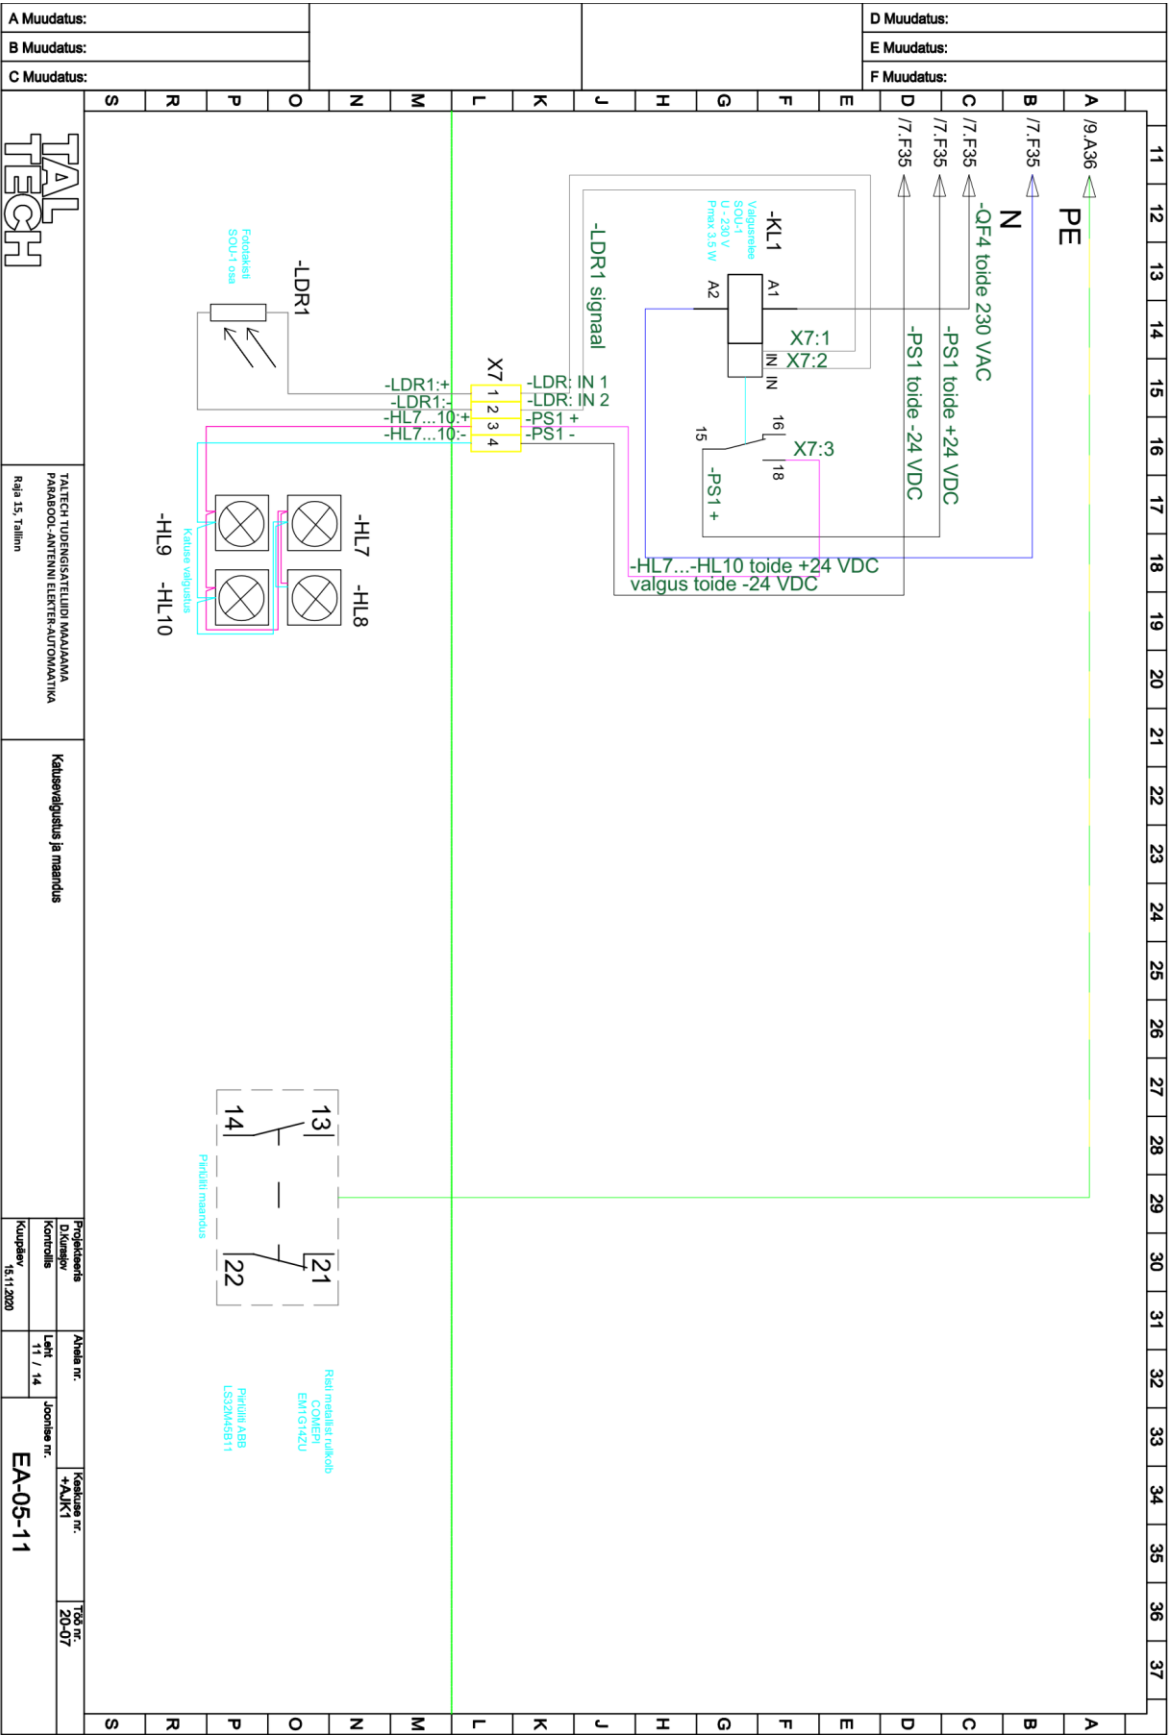 A Muudatus:
B Muudatus:
C Muudatus:
D Muudatus:
E Muudatus:
F Muudatus:
S R P O N M L K J H G F E D C B A
11 12 13 14 15 16 17 18 19 20 21 22 23 24 25 26 27 28 29 30 31 32 33 34 35 36 37
/9.A36
PE
/7.F35
N
/7.F35
-QF4 toide 230 VAC
/7.F35
-PS1 toide +24 VDC
/7.F35
-PS1 toide -24 VDC
-KL1
Valgusrelee
SOU-1
U - 230 V
Pmax 3.5 W
A1
A2
X7:1
X7:2
IN
IN
16
15
18
X7:3
-PS1 +
-LDR1 signaal
-HL7...-HL10 toide +24 VDC
valgus toide -24 VDC
X7
1
2
3
4
-LDR: IN 1
-LDR: IN 2
-PS1 +
-PS1 -
-LDR1:+
-LDR1:-
-HL7...10:+
-HL7...10:-
-LDR1
Fototakisti
SOU-1 osa
-HL7
-HL8
-HL9
-HL10
Katuse valgustus
13
14
21
22
Piirlüliti maandus
Risti metallist rullkolb
COMEPI
EM1G14ZU
Piirlüliti ABB
LS32M45B11
TAL
TECH
TALTECH TUDENGISATELLIIDI MAAJAAMA
PARABOOL-ANTENNI ELEKTER-AUTOMAATIKA
Raja 15, Tallinn
Katusevalgustus ja maandus
Projekteeris
D.Kurasjov
Kontrollis
Kuupäev
15.11.2020
Ahela nr.
Leht
11 / 14
Joonise nr.
EA-05-11
Keskuse nr.
+AJK1
Töö nr.
20-07
S R P O N M L K J H G F E D C B A